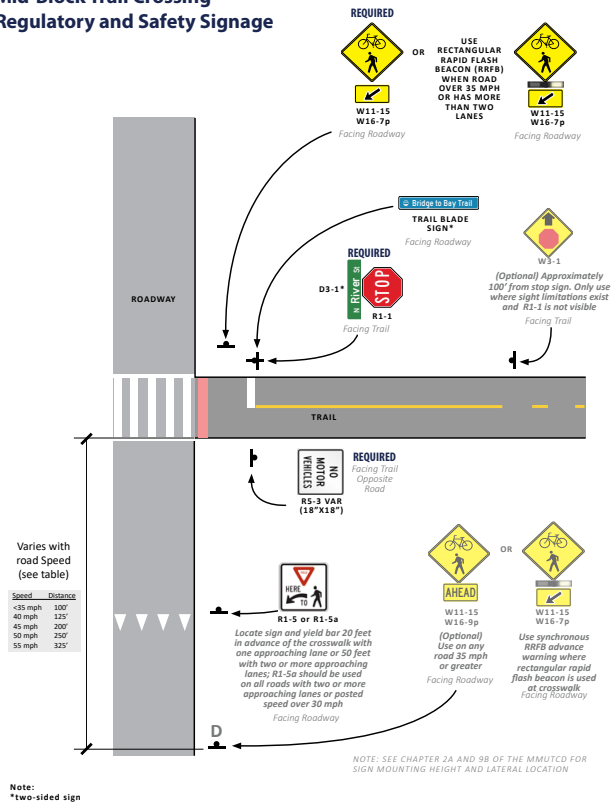 Mid-Block Trail Crossing
Regulatory and Safety Signage
REQUIRED
OR
USE
RECTANGULAR
RAPID FLASH
BEACON (RRFB)
WHEN ROAD
OVER 35 MPH
OR HAS MORE
THAN TWO
LANES
W11-15
W16-7p
Facing Roadway
W11-15
W16-7p
Facing Roadway
Bridge to Bay Trail
TRAIL BLADE
SIGN*
Facing Roadway
REQUIRED
D3-1*
N River St
STOP
R1-1
Facing Trail
W3-1
(Optional) Approximately
100' from stop sign. Only use
where sight limitations exist
and R1-1 is not visible
Facing Trail
ROADWAY
TRAIL
NO
MOTOR
VEHICLES
REQUIRED
Facing Trail
Opposite
Road
R5-3 VAR
(18"X18")
Varies with
road Speed
(see table)
Speed Distance
<35 mph 100'
40 mph 125'
45 mph 200'
50 mph 250'
55 mph 325'
HERE
TO
R1-5 or R1-5a
Locate sign and yield bar 20 feet
in advance of the crosswalk with
one approaching lane or 50 feet
with two or more approaching
lanes; R1-5a should be used
on all roads with two or more
approaching lanes or posted
speed over 30 mph
Facing Roadway
AHEAD
W11-15
W16-9p
(Optional)
Use on any
road 35 mph
or greater
Facing Roadway
OR
W11-15
W16-7p
Use synchronous
RRFB advance
warning where
rectangular rapid
flash beacon is used
at crosswalk
Facing Roadway
D
NOTE: SEE CHAPTER 2A AND 9B OF THE MMUTCD FOR
SIGN MOUNTING HEIGHT AND LATERAL LOCATION
Note:
*two-sided sign